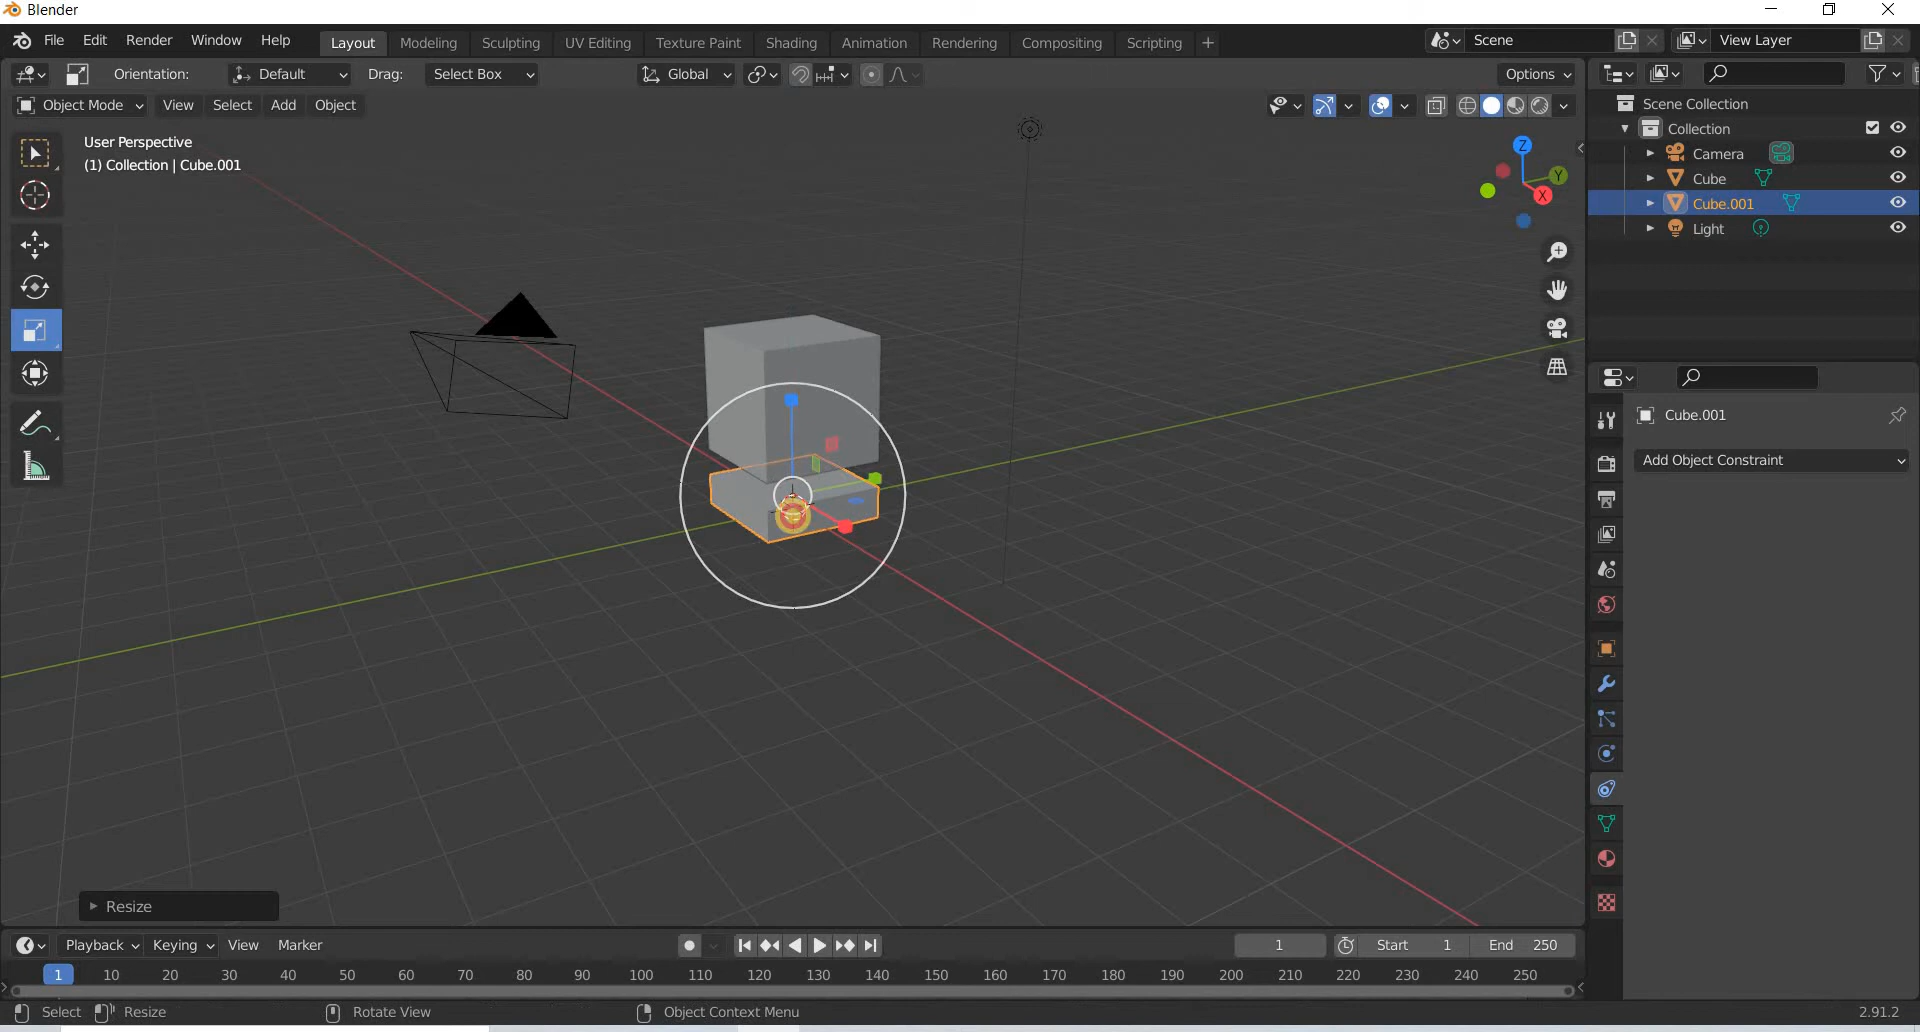 Blender
File Edit Render Window Help Layout Modeling Sculpting UV Editing Texture Paint Shading Animation Rendering Compositing Scripting + Scene View Layer
Orientation: Default Drag: Select Box Global Options
Object Mode View Select Add Object
User Perspective
(1) Collection | Cube.001
Z
Y
X
Scene Collection
Collection
Camera
Cube
Cube.001
Light
Cube.001
Add Object Constraint
Resize
Playback Keying View Marker 1 Start 1 End 250
1 10 20 30 40 50 60 70 80 90 100 110 120 130 140 150 160 170 180 190 200 210 220 230 240 250
Select Resize Rotate View Object Context Menu 2.91.2